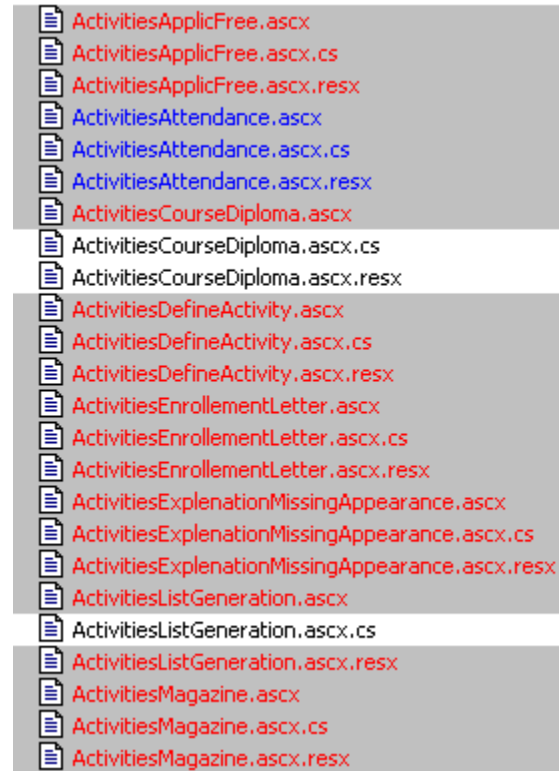 ActivitiesApplicFree.ascx
ActivitiesApplicFree.ascx.cs
ActivitiesApplicFree.ascx.resx
ActivitiesAttendance.ascx
ActivitiesAttendance.ascx.cs
ActivitiesAttendance.ascx.resx
ActivitiesCourseDiploma.ascx
ActivitiesCourseDiploma.ascx.cs
ActivitiesCourseDiploma.ascx.resx
ActivitiesDefineActivity.ascx
ActivitiesDefineActivity.ascx.cs
ActivitiesDefineActivity.ascx.resx
ActivitiesEnrollementLetter.ascx
ActivitiesEnrollementLetter.ascx.cs
ActivitiesEnrollementLetter.ascx.resx
ActivitiesExplenationMissingAppearance.ascx
ActivitiesExplenationMissingAppearance.ascx.cs
ActivitiesExplenationMissingAppearance.ascx.resx
ActivitiesListGeneration.ascx
ActivitiesListGeneration.ascx.cs
ActivitiesListGeneration.ascx.resx
ActivitiesMagazine.ascx
ActivitiesMagazine.ascx.cs
ActivitiesMagazine.ascx.resx